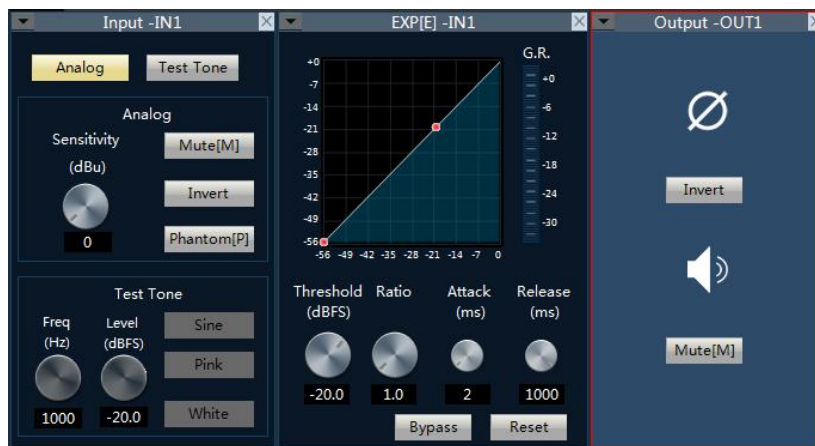 Input -IN1
Analog
Test Tone
Analog
Sensitivity
(dBu)
0
Mute[M]
Invert
Phantom[P]
Test Tone
Freq
(Hz)
1000
Level
(dBFS)
-20.0
Sine
Pink
White
EXP[E] -IN1
+0
-7
-14
-21
-28
-35
-42
-49
-56
-56 -49 -42 -35 -28 -21 -14 -7 0
G.R.
+0
-6
-12
-18
-24
-30
Threshold
(dBFS)
-20.0
Ratio
1.0
Attack
(ms)
2
Release
(ms)
1000
Bypass
Reset
Output -OUT1
Invert
Mute[M]